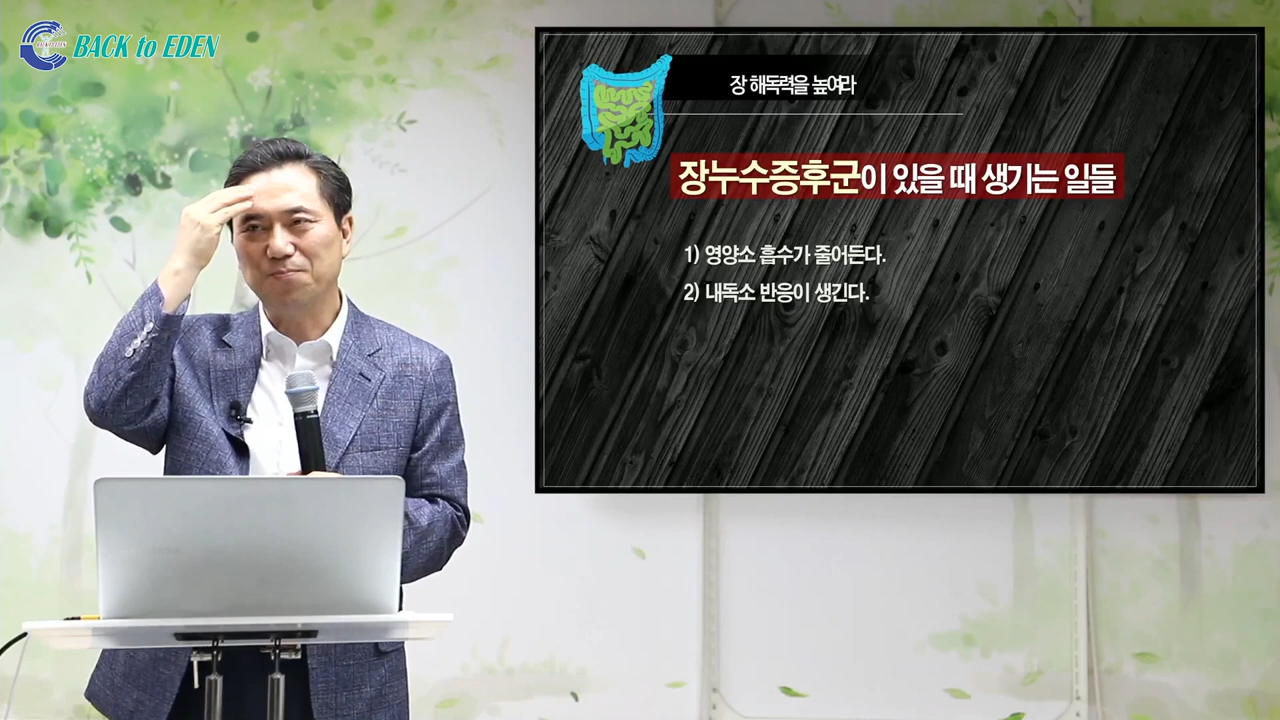 BACK to EDEN
장 해독력을 높여라
장누수증후군이 있을 때 생기는 일들
1) 영양소 흡수가 줄어든다.
2) 내독소 반응이 생긴다.